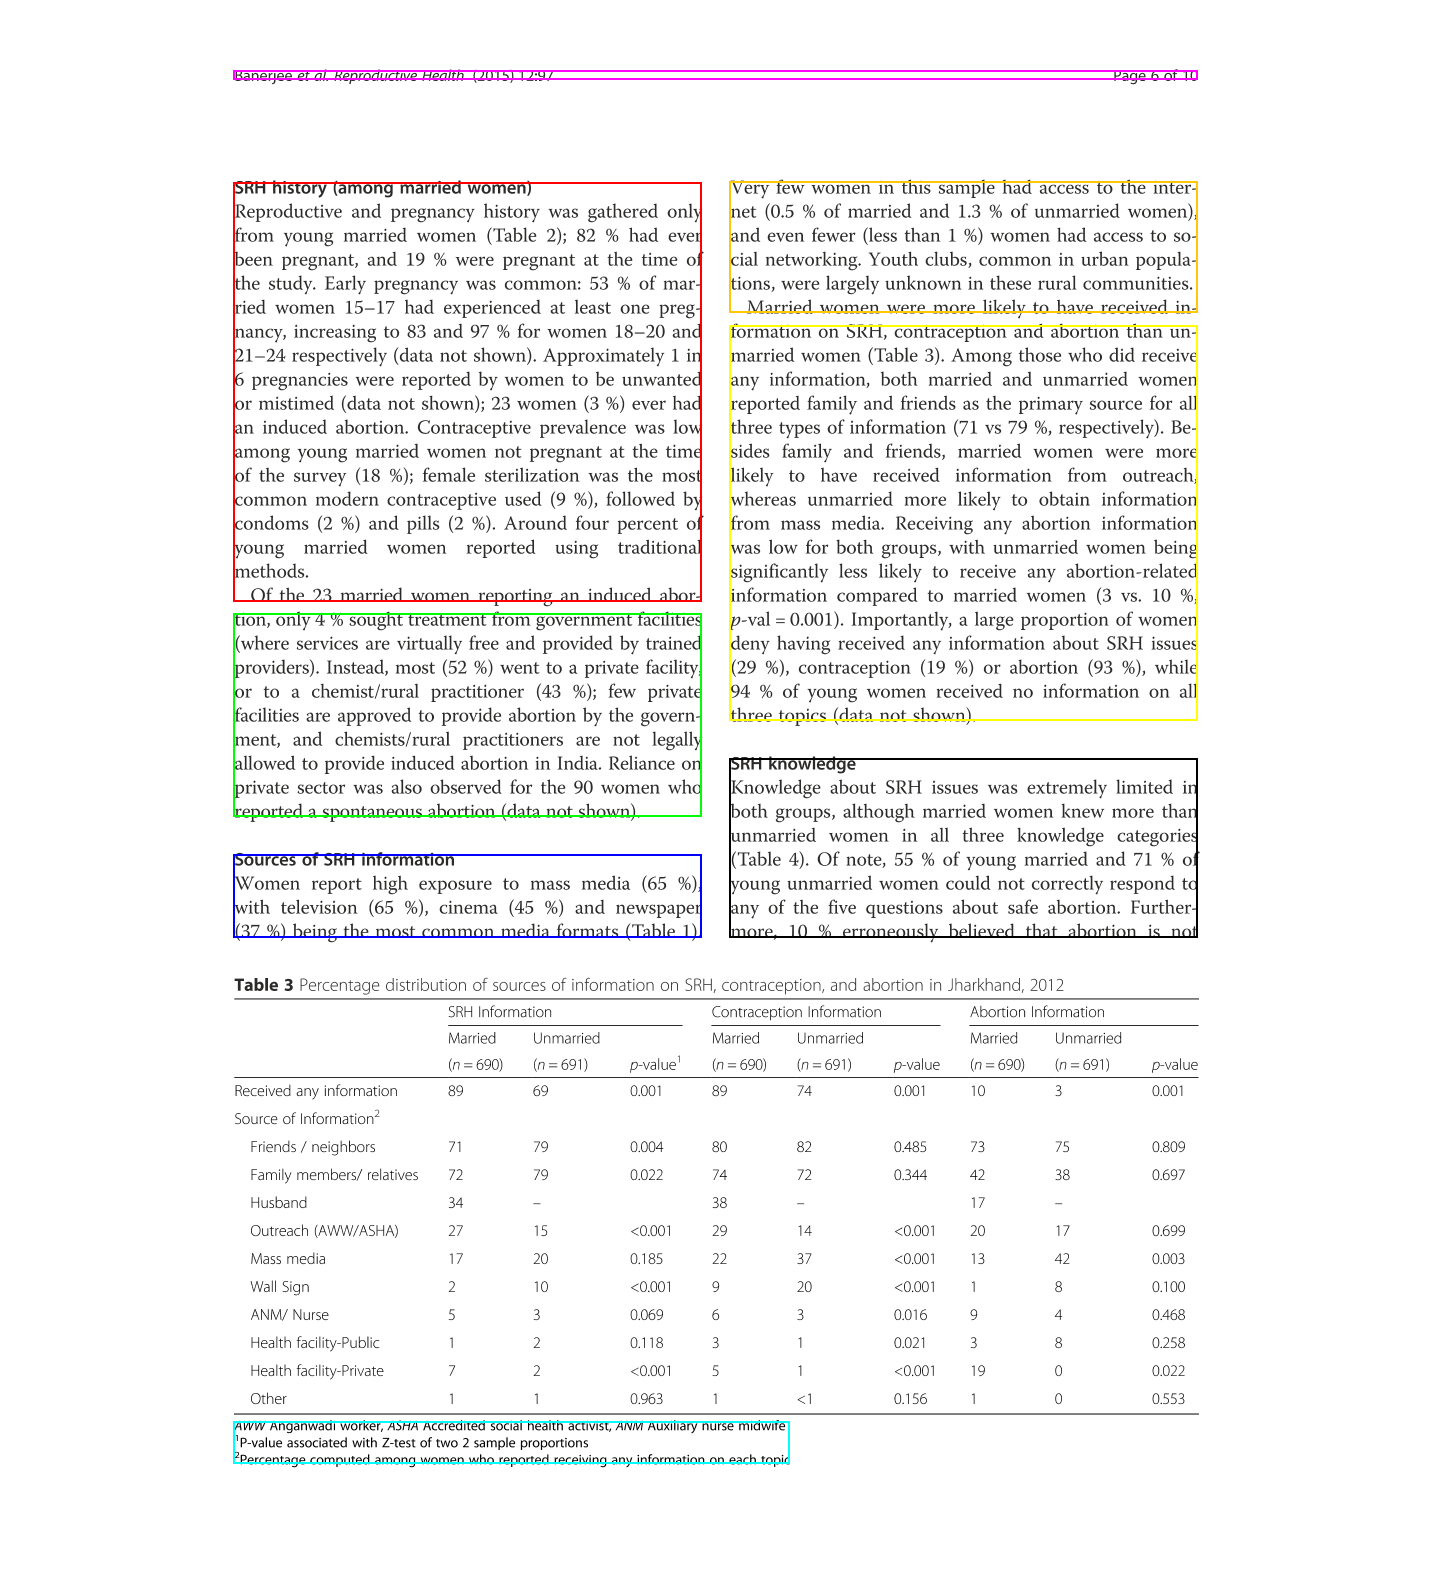 Banerjee et al. Reproductive Health (2015) 12:97
Page 6 of 10
SRH history (among married women)
Reproductive and pregnancy history was gathered only
from young married women (Table 2); 82 % had ever
been pregnant, and 19 % were pregnant at the time of
the study. Early pregnancy was common: 53 % of mar-
ried women 15–17 had experienced at least one preg-
nancy, increasing to 83 and 97 % for women 18–20 and
21–24 respectively (data not shown). Approximately 1 in
6 pregnancies were reported by women to be unwanted
or mistimed (data not shown); 23 women (3 %) ever had
an induced abortion. Contraceptive prevalence was low
among young married women not pregnant at the time
of the survey (18 %); female sterilization was the most
common modern contraceptive used (9 %), followed by
condoms (2 %) and pills (2 %). Around four percent of
young married women reported using traditional
methods.
Of the 23 married women reporting an induced abor-
tion, only 4 % sought treatment from government facilities
(where services are virtually free and provided by trained
providers). Instead, most (52 %) went to a private facility,
or to a chemist/rural practitioner (43 %); few private
facilities are approved to provide abortion by the govern-
ment, and chemists/rural practitioners are not legally
allowed to provide induced abortion in India. Reliance on
private sector was also observed for the 90 women who
reported a spontaneous abortion (data not shown).
Sources of SRH information
Women report high exposure to mass media (65 %),
with television (65 %), cinema (45 %) and newspaper
(37 %) being the most common media formats (Table 1).
Very few women in this sample had access to the inter-
net (0.5 % of married and 1.3 % of unmarried women),
and even fewer (less than 1 %) women had access to so-
cial networking. Youth clubs, common in urban popula-
tions, were largely unknown in these rural communities.
Married women were more likely to have received in-
formation on SRH, contraception and abortion than un-
married women (Table 3). Among those who did receive
any information, both married and unmarried women
reported family and friends as the primary source for all
three types of information (71 vs 79 %, respectively). Be-
sides family and friends, married women were more
likely to have received information from outreach,
whereas unmarried more likely to obtain information
from mass media. Receiving any abortion information
was low for both groups, with unmarried women being
significantly less likely to receive any abortion-related
information compared to married women (3 vs. 10 %,
p-val = 0.001). Importantly, a large proportion of women
deny having received any information about SRH issues
(29 %), contraception (19 %) or abortion (93 %), while
94 % of young women received no information on all
three topics (data not shown).
SRH knowledge
Knowledge about SRH issues was extremely limited in
both groups, although married women knew more than
unmarried women in all three knowledge categories
(Table 4). Of note, 55 % of young married and 71 % of
young unmarried women could not correctly respond to
any of the five questions about safe abortion. Further-
more, 10 % erroneously believed that abortion is not
Table 3 Percentage distribution of sources of information on SRH, contraception, and abortion in Jharkhand, 2012
SRH Information Contraception Information Abortion Information
Married Unmarried Married Unmarried Married Unmarried
(n = 690) (n = 691) p-value1 (n = 690) (n = 691) p-value (n = 690) (n = 691) p-value
Received any information 89 69 0.001 89 74 0.001 10 3 0.001
Source of Information2
Friends / neighbors 71 79 0.004 80 82 0.485 73 75 0.809
Family members/ relatives 72 79 0.022 74 72 0.344 42 38 0.697
Husband 34 – 38 – 17 –
Outreach (AWW/ASHA) 27 15 <0.001 29 14 <0.001 20 17 0.699
Mass media 17 20 0.185 22 37 <0.001 13 42 0.003
Wall Sign 2 10 <0.001 9 20 <0.001 1 8 0.100
ANM/ Nurse 5 3 0.069 6 3 0.016 9 4 0.468
Health facility-Public 1 2 0.118 3 1 0.021 3 8 0.258
Health facility-Private 7 2 <0.001 5 1 <0.001 19 0 0.022
Other 1 1 0.963 1 <1 0.156 1 0 0.553
AWW Anganwadi worker, ASHA Accredited social health activist, ANM Auxiliary nurse midwife
1P-value associated with Z-test of two 2 sample proportions
2Percentage computed among women who reported receiving any information on each topic